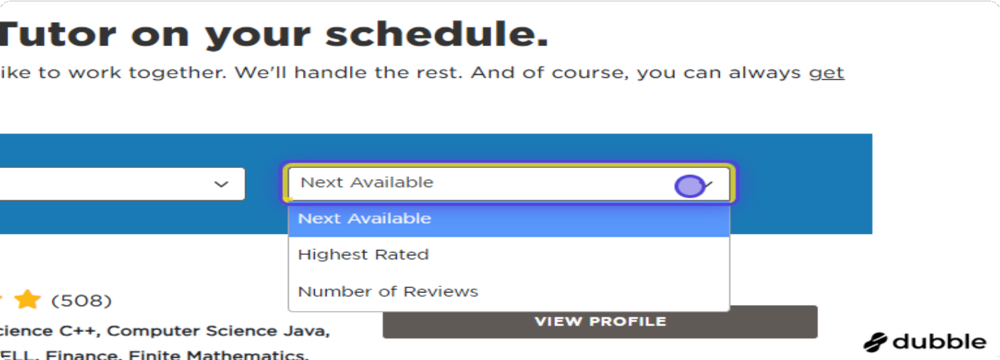 Tutor on your schedule.
ike to work together. We'll handle the rest. And of course, you can always get
Next Available
Next Available
Highest Rated
Number of Reviews
(508)
VIEW PROFILE
cience C++, Computer Science Java,
ELL, Finance, Finite Mathematics,
dubble